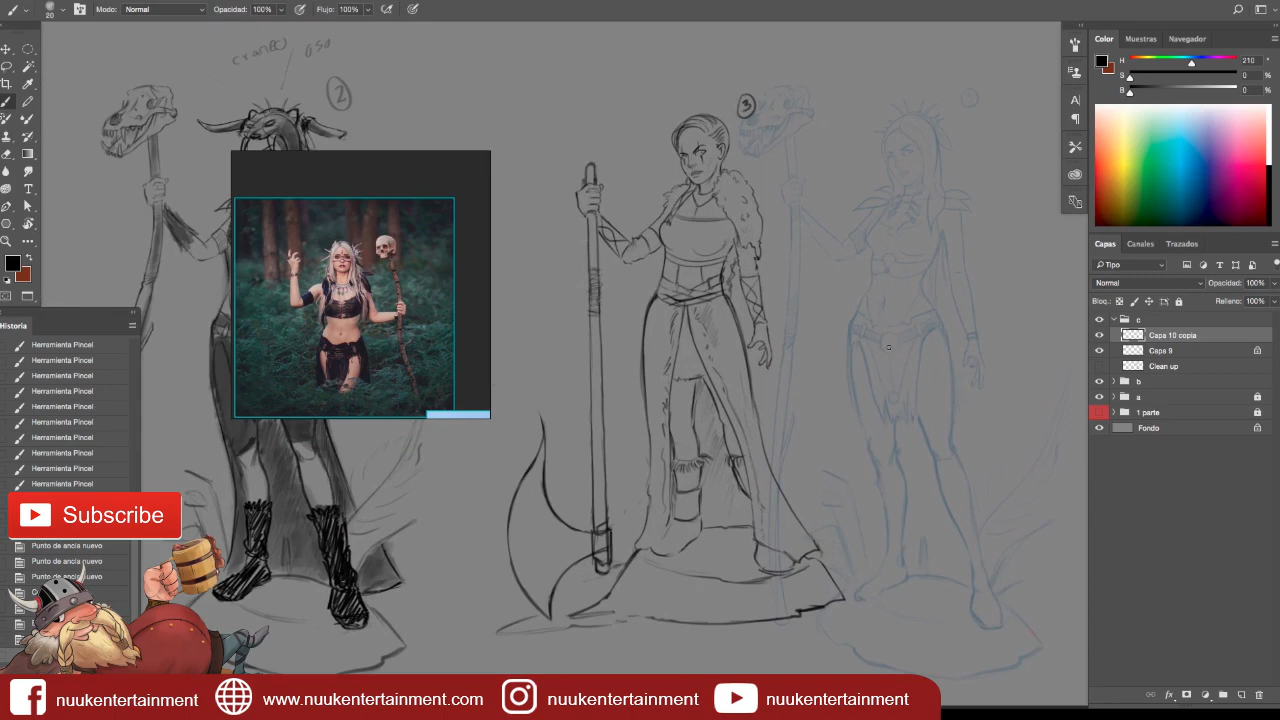 20
Modo: Normal
Opacidad: 100%
Flujo: 100%
2
3
Color
Muestras
Navegador
H 210 °
S 0 %
B 0 %
Capas
Canales
Trazados
Tipo
Normal
Opacidad: 100%
Bloq.:
Relleno: 100%
c
Capa 10 copia
Capa 9
Clean up
b
a
1 parte
Fondo
Historia
Herramienta Pincel
Herramienta Pincel
Herramienta Pincel
Herramienta Pincel
Herramienta Pincel
Herramienta Pincel
Herramienta Pincel
Herramienta Pincel
Herramienta Pincel
Herramienta Pincel
Subscribe
Punto de ancla nuevo
Punto de ancla nuevo
Punto de ancla nuevo
nuukentertainment
www.nuukentertainment.com
nuukentertainment
nuukentertainment